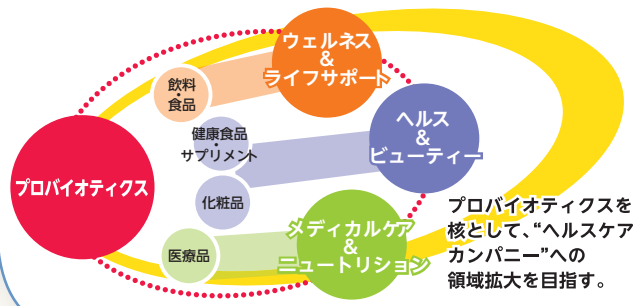 ウェルネス
&
ライフサポート
飲料
・
食品
ヘルス
&
ビューティー
健康食品
・
サプリメント
プロバイオティクス
化粧品
メディカルケア
&
ニュートリション
医療品
プロバイオティクスを
核として、“ヘルスケア
カンパニー”への
領域拡大を目指す。